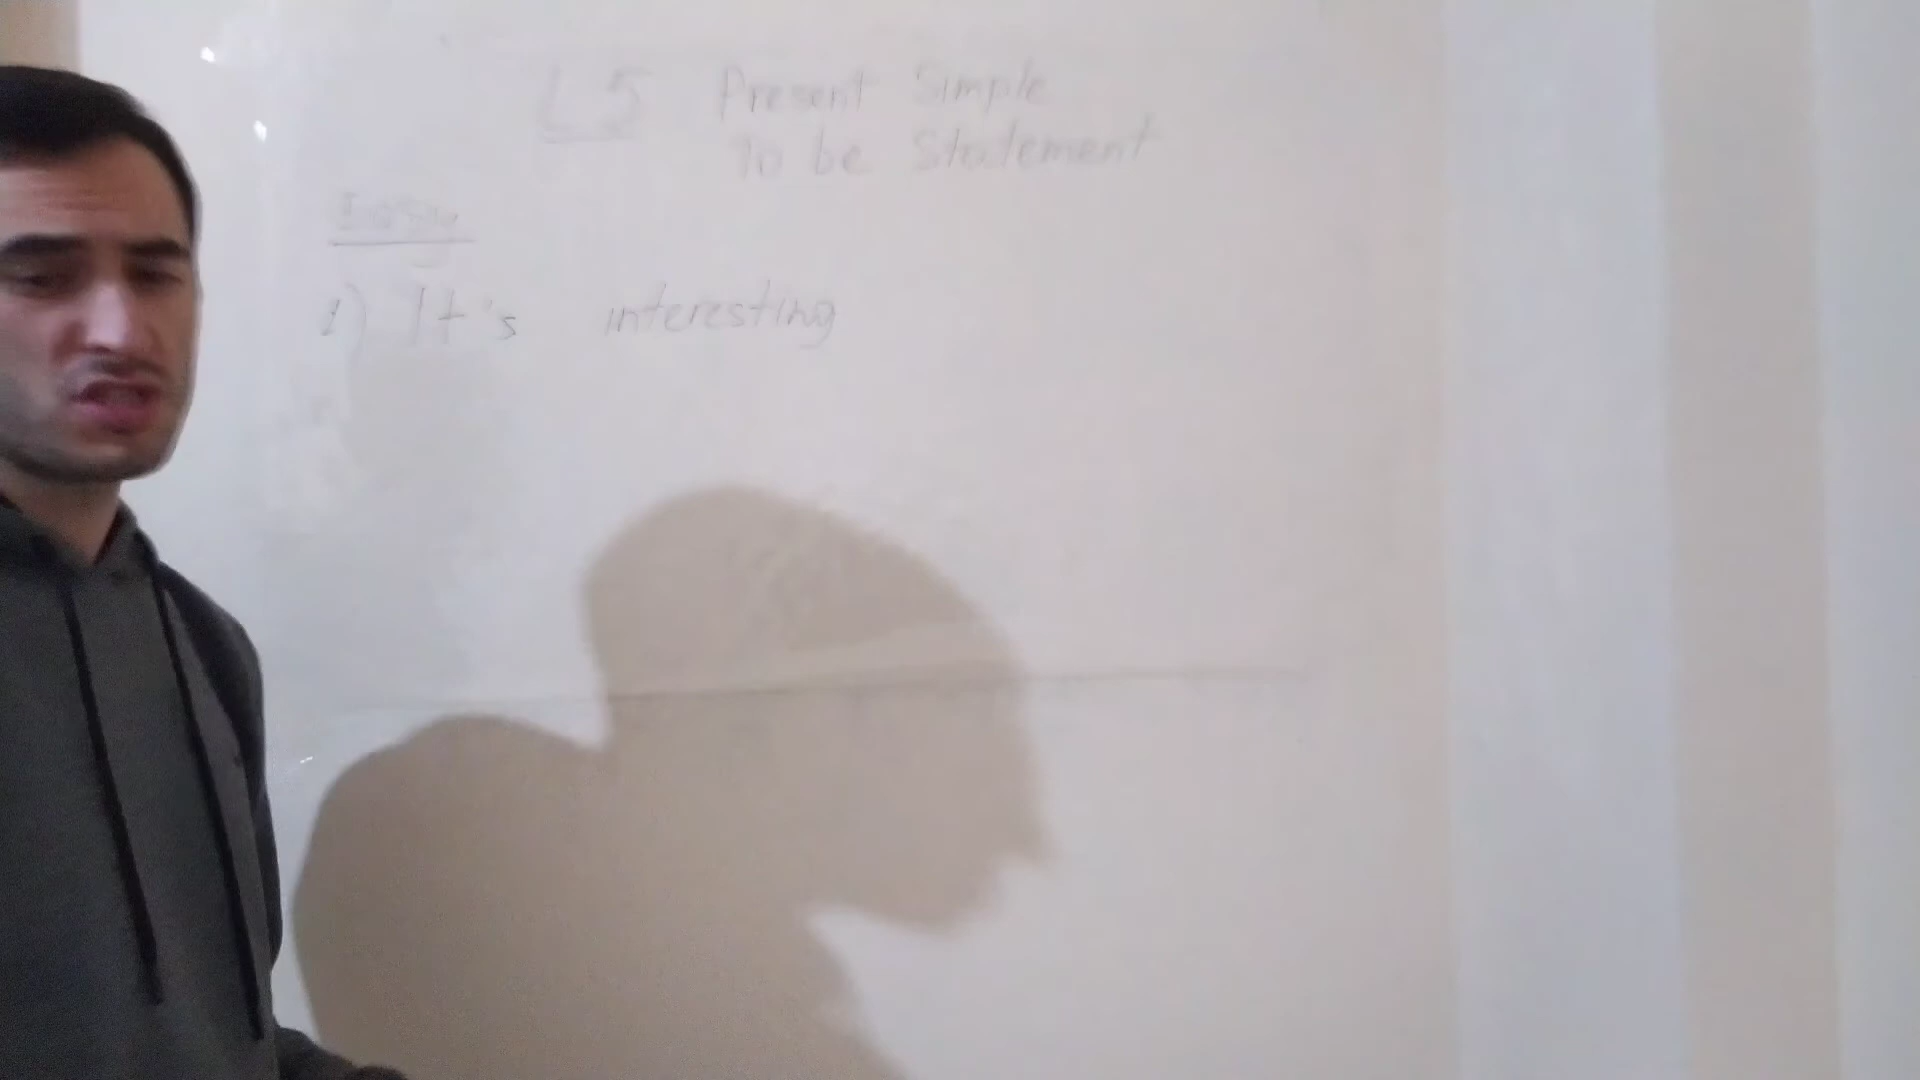 L5 Present Simple
To be Statement
1) It's interesting